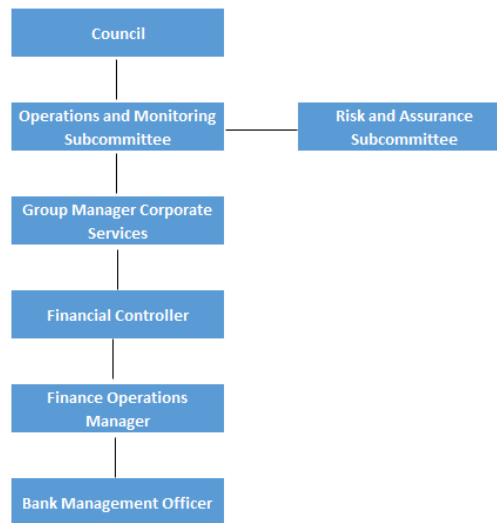 Council
Operations and Monitoring
Subcommittee
Risk and Assurance
Subcommittee
Group Manager Corporate
Services
Financial Controller
Finance Operations
Manager
Bank Management Officer